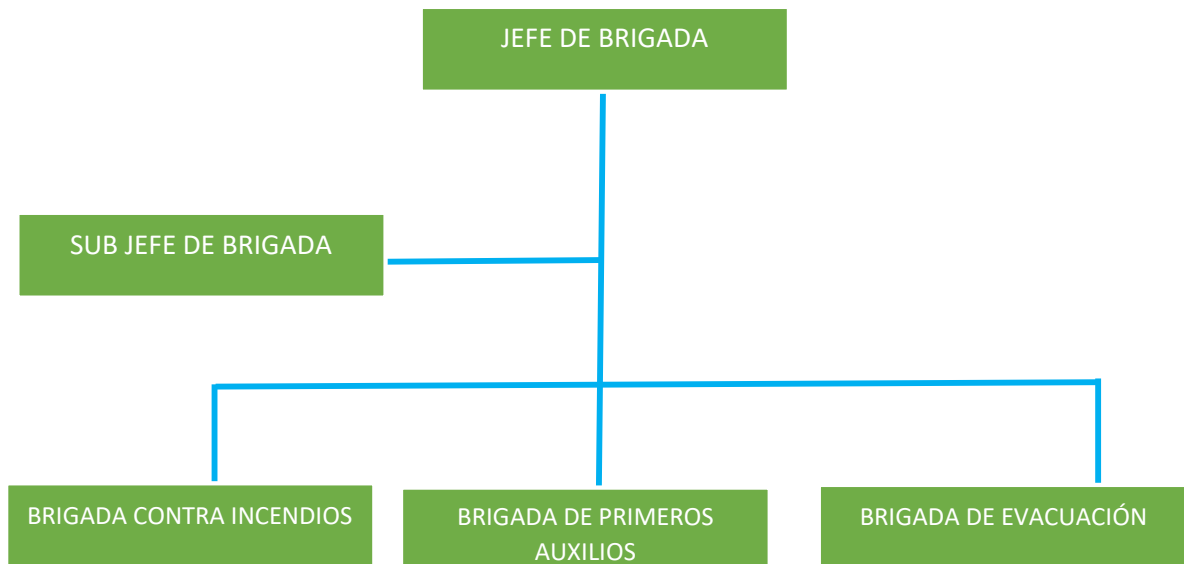 JEFE DE BRIGADA
SUB JEFE DE BRIGADA
BRIGADA CONTRA INCENDIOS
BRIGADA DE PRIMEROS
AUXILIOS
BRIGADA DE EVACUACIÓN